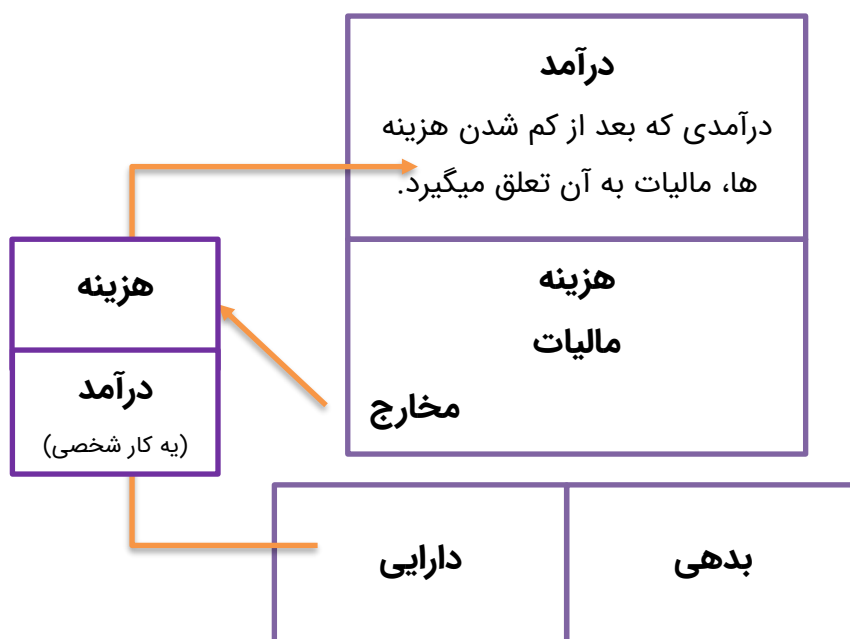 درآمد
درآمدی که بعد از کم شدن هزینه
ها، مالیات به آن تعلق میگیرد.
هزینه
مالیات
مخارج
هزینه
درآمد
(یه کار شخصی)
دارایی
بدهی